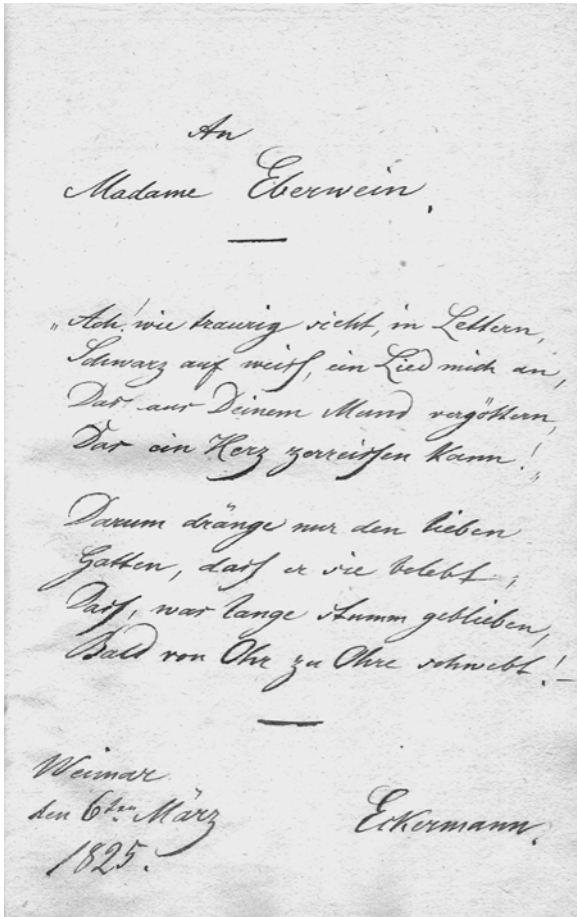 An
Madame Eberwein.
„Ach! wie traurig sieht, in Lettern,
Schwarz auf weiß, ein Lied mich an,
Das aus Deinem Mund vergöttern,
Das ein Herz zerreissen kann!“
Darum dränge nur den lieben
Gatten, daß er sie belebt;
Daß, was lange stumm geblieben,
Bald von Ohr zu Ohre schwebt! –
Weimar
den 6ten März
1825.
Eckermann.